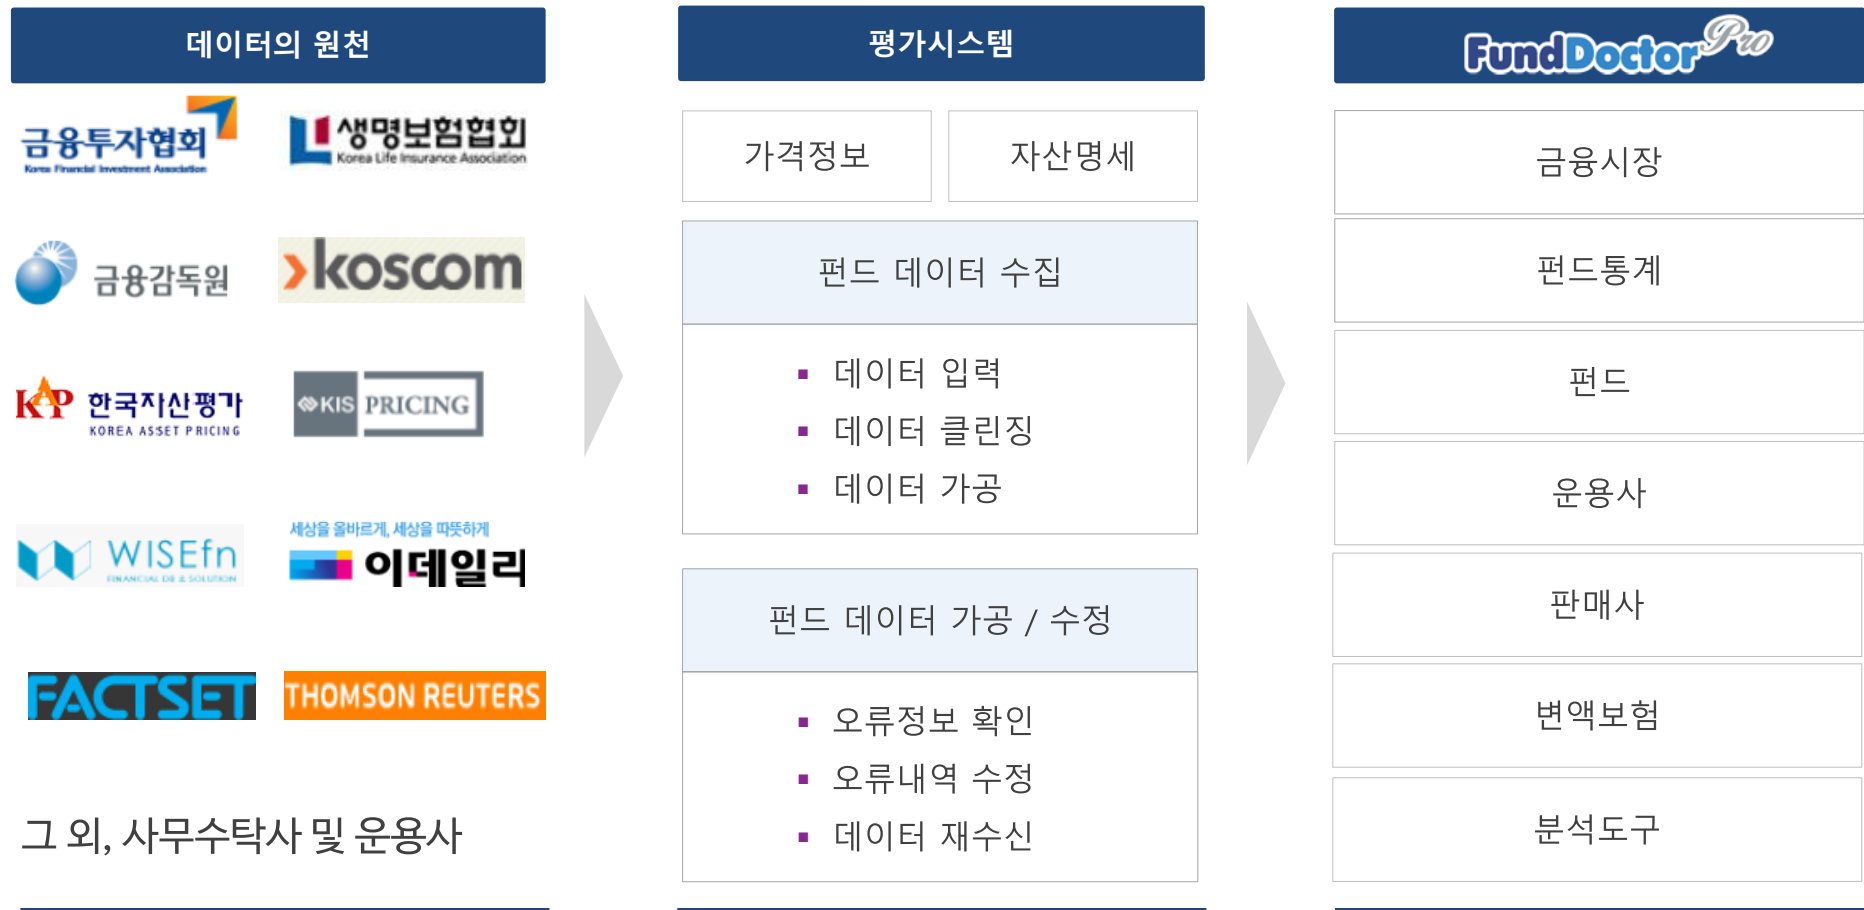 데이터의 원천
금융투자협회
Korea Financial Investment Association
생명보험협회
Korea Life Insurance Association
금융감독원
koscom
KAP 한국자산평가
KOREA ASSET PRICING
KIS PRICING
WISEfn
FINANCIAL DB & SOLUTION
세상을 올바르게, 세상을 따뜻하게
이데일리
FACTSET
THOMSON REUTERS
그 외, 사무수탁사 및 운용사
평가시스템
가격정보
자산명세
펀드 데이터 수집
데이터 입력
데이터 클린징
데이터 가공
펀드 데이터 가공 / 수정
오류정보 확인
오류내역 수정
데이터 재수신
FundDoctor Pro
금융시장
펀드통계
펀드
운용사
판매사
변액보험
분석도구